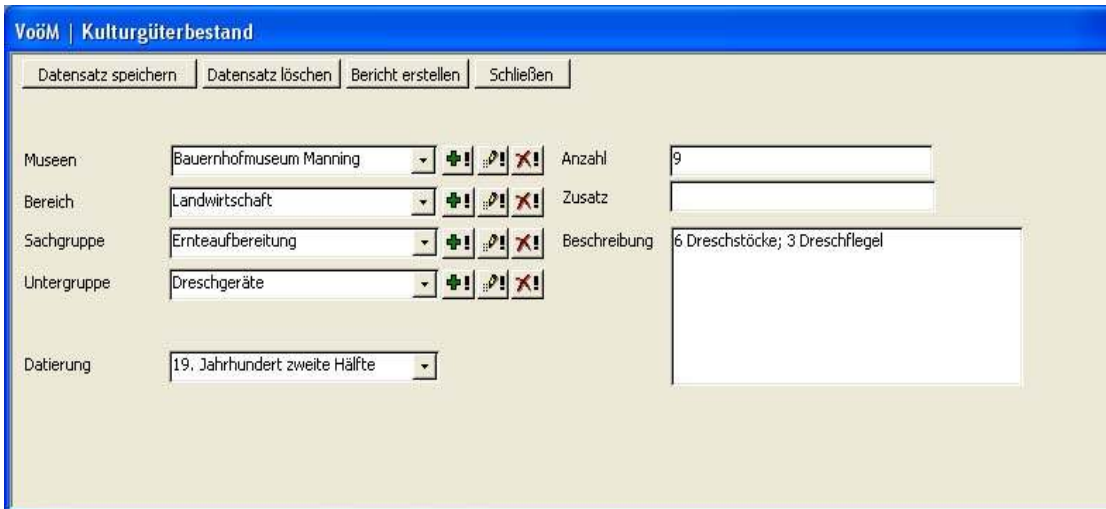 VoöM | Kulturgüterbestand
Datensatz speichern Datensatz löschen Bericht erstellen Schließen
Museen Bauernhofmuseum Manning Anzahl 9
Bereich Landwirtschaft Zusatz
Sachgruppe Ernteaufbereitung Beschreibung 6 Dreschstöcke; 3 Dreschflegel
Untergruppe Dreschgeräte
Datierung 19. Jahrhundert zweite Hälfte